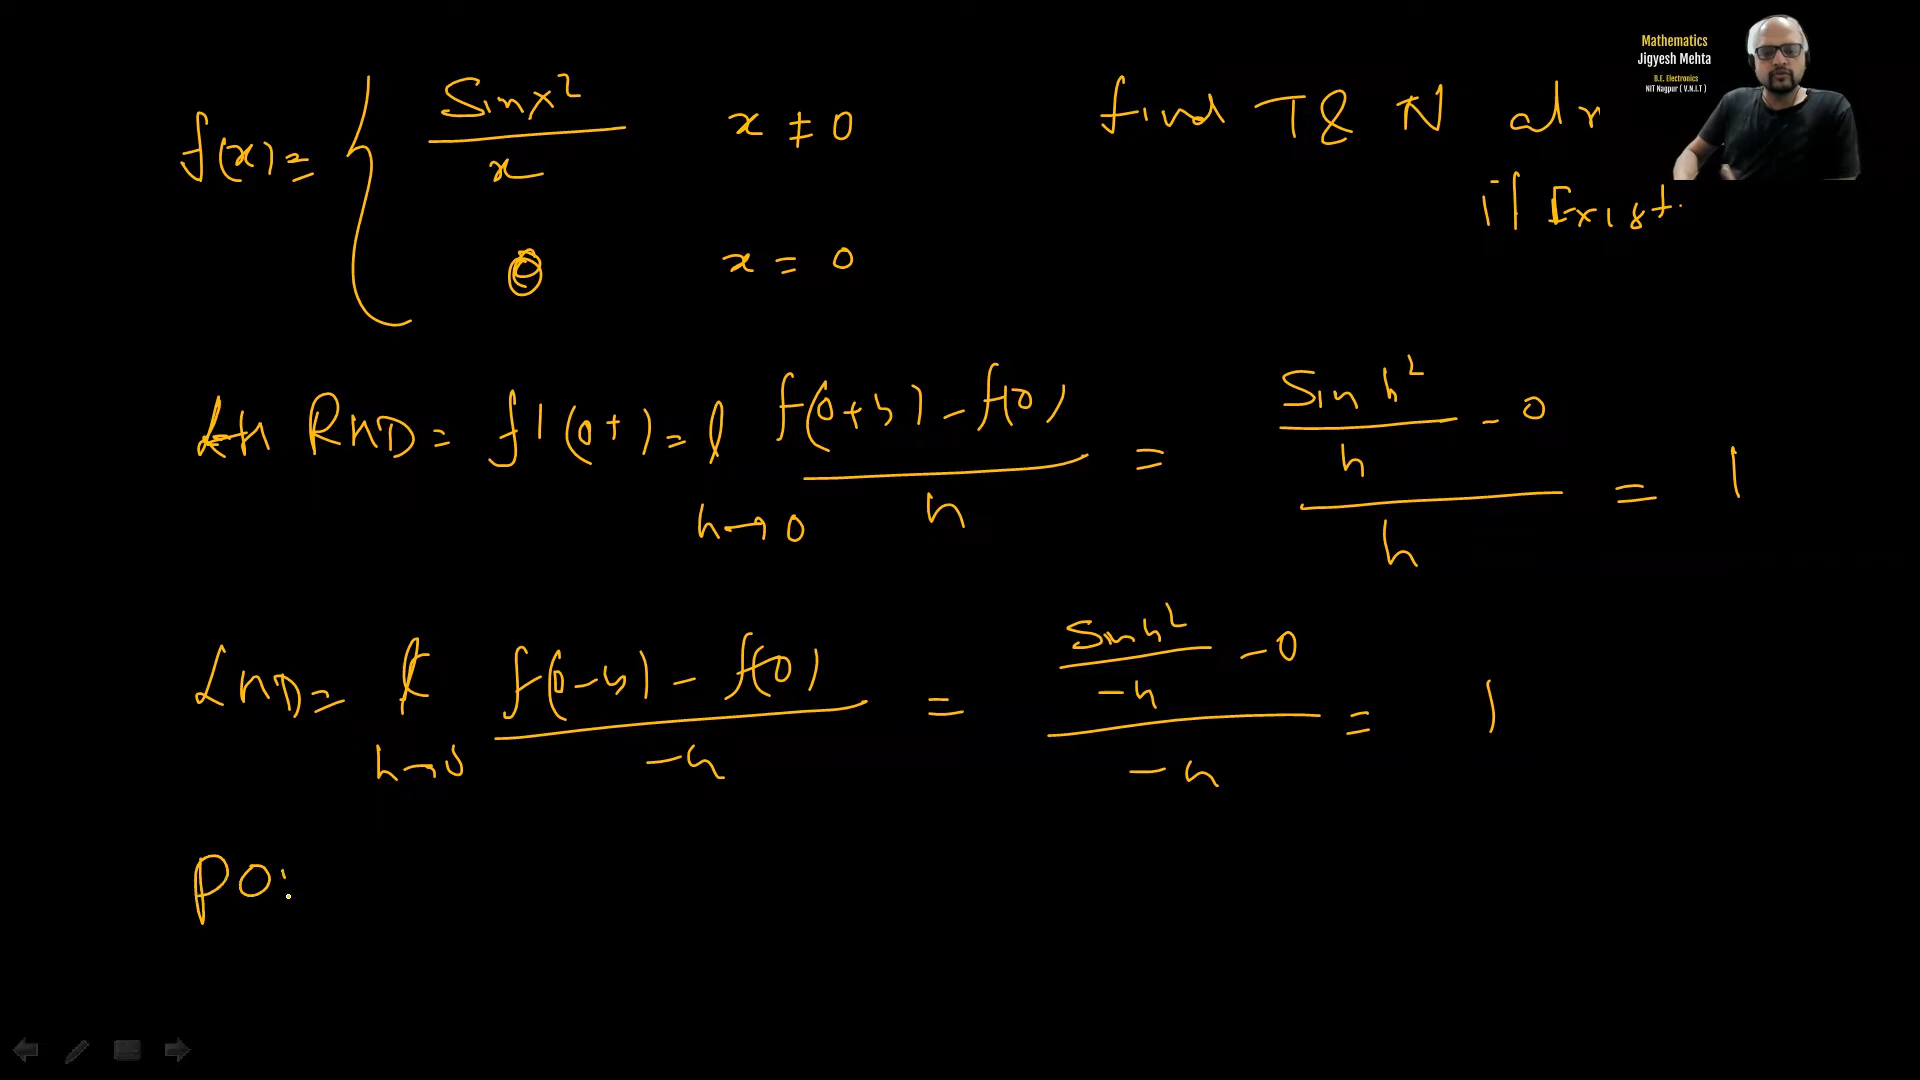 Mathematics
Jigyesh Mehta
B.E. Electronics
NIT Nagpur ( V.N.I.T )
f(x) = { Sin x² / x    x ≠ 0
0    x = 0
find T & N at
if Exist.
RHD = f'(0+) = l h→0 (f(0+h) - f(0)) / h = (Sin h² / h - 0) / h = 1
LHD = lt h→0 (f(0-h) - f(0)) / -h = (Sin h² / -h - 0) / -h = 1
PO: